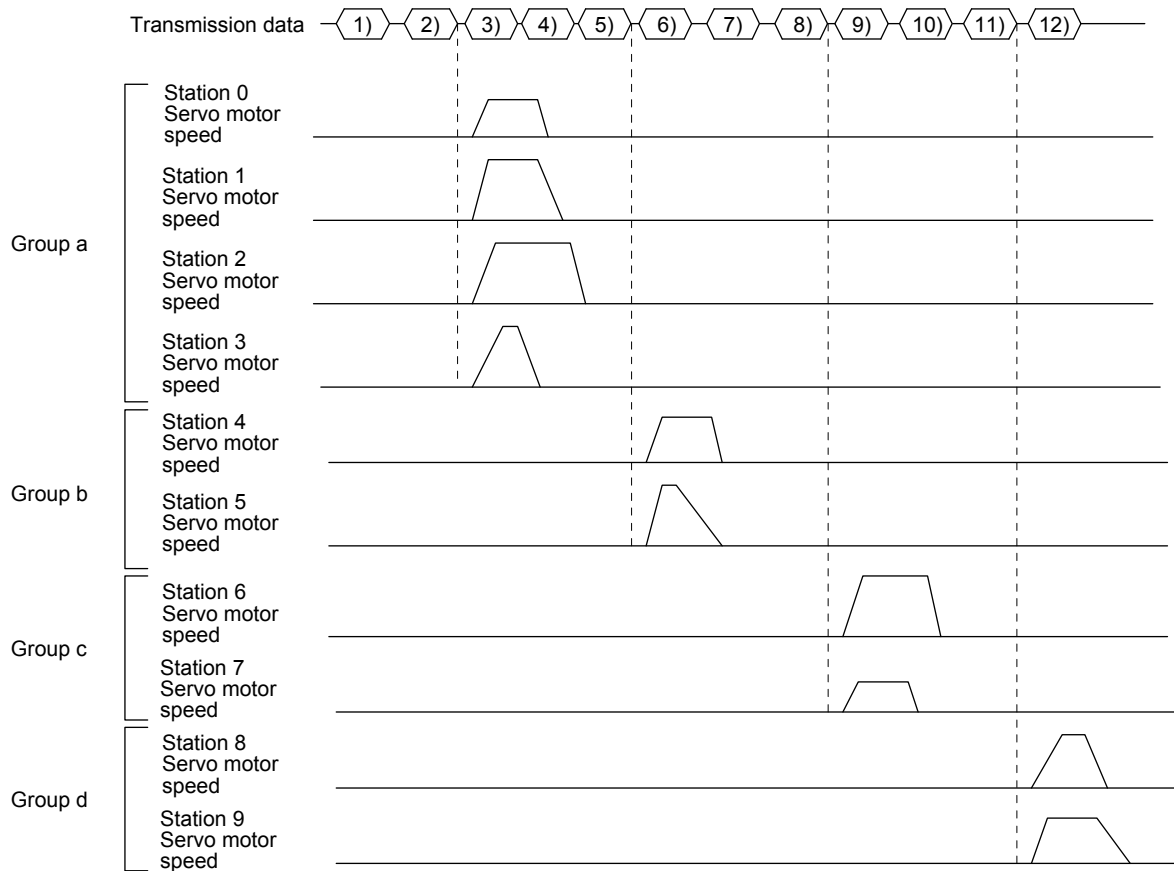 Transmission data 1) 2) 3) 4) 5) 6) 7) 8) 9) 10) 11) 12)
Group a
Station 0
Servo motor
speed
Station 1
Servo motor
speed
Station 2
Servo motor
speed
Station 3
Servo motor
speed
Group b
Station 4
Servo motor
speed
Station 5
Servo motor
speed
Group c
Station 6
Servo motor
speed
Station 7
Servo motor
speed
Group d
Station 8
Servo motor
speed
Station 9
Servo motor
speed